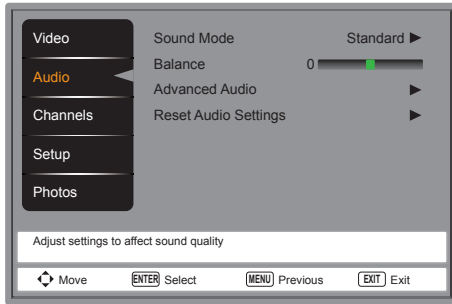 Video
Audio
Channels
Setup
Photos
Sound Mode Standard
Balance 0
Advanced Audio
Reset Audio Settings
Adjust settings to affect sound quality
Move ENTER Select MENU Previous EXIT Exit